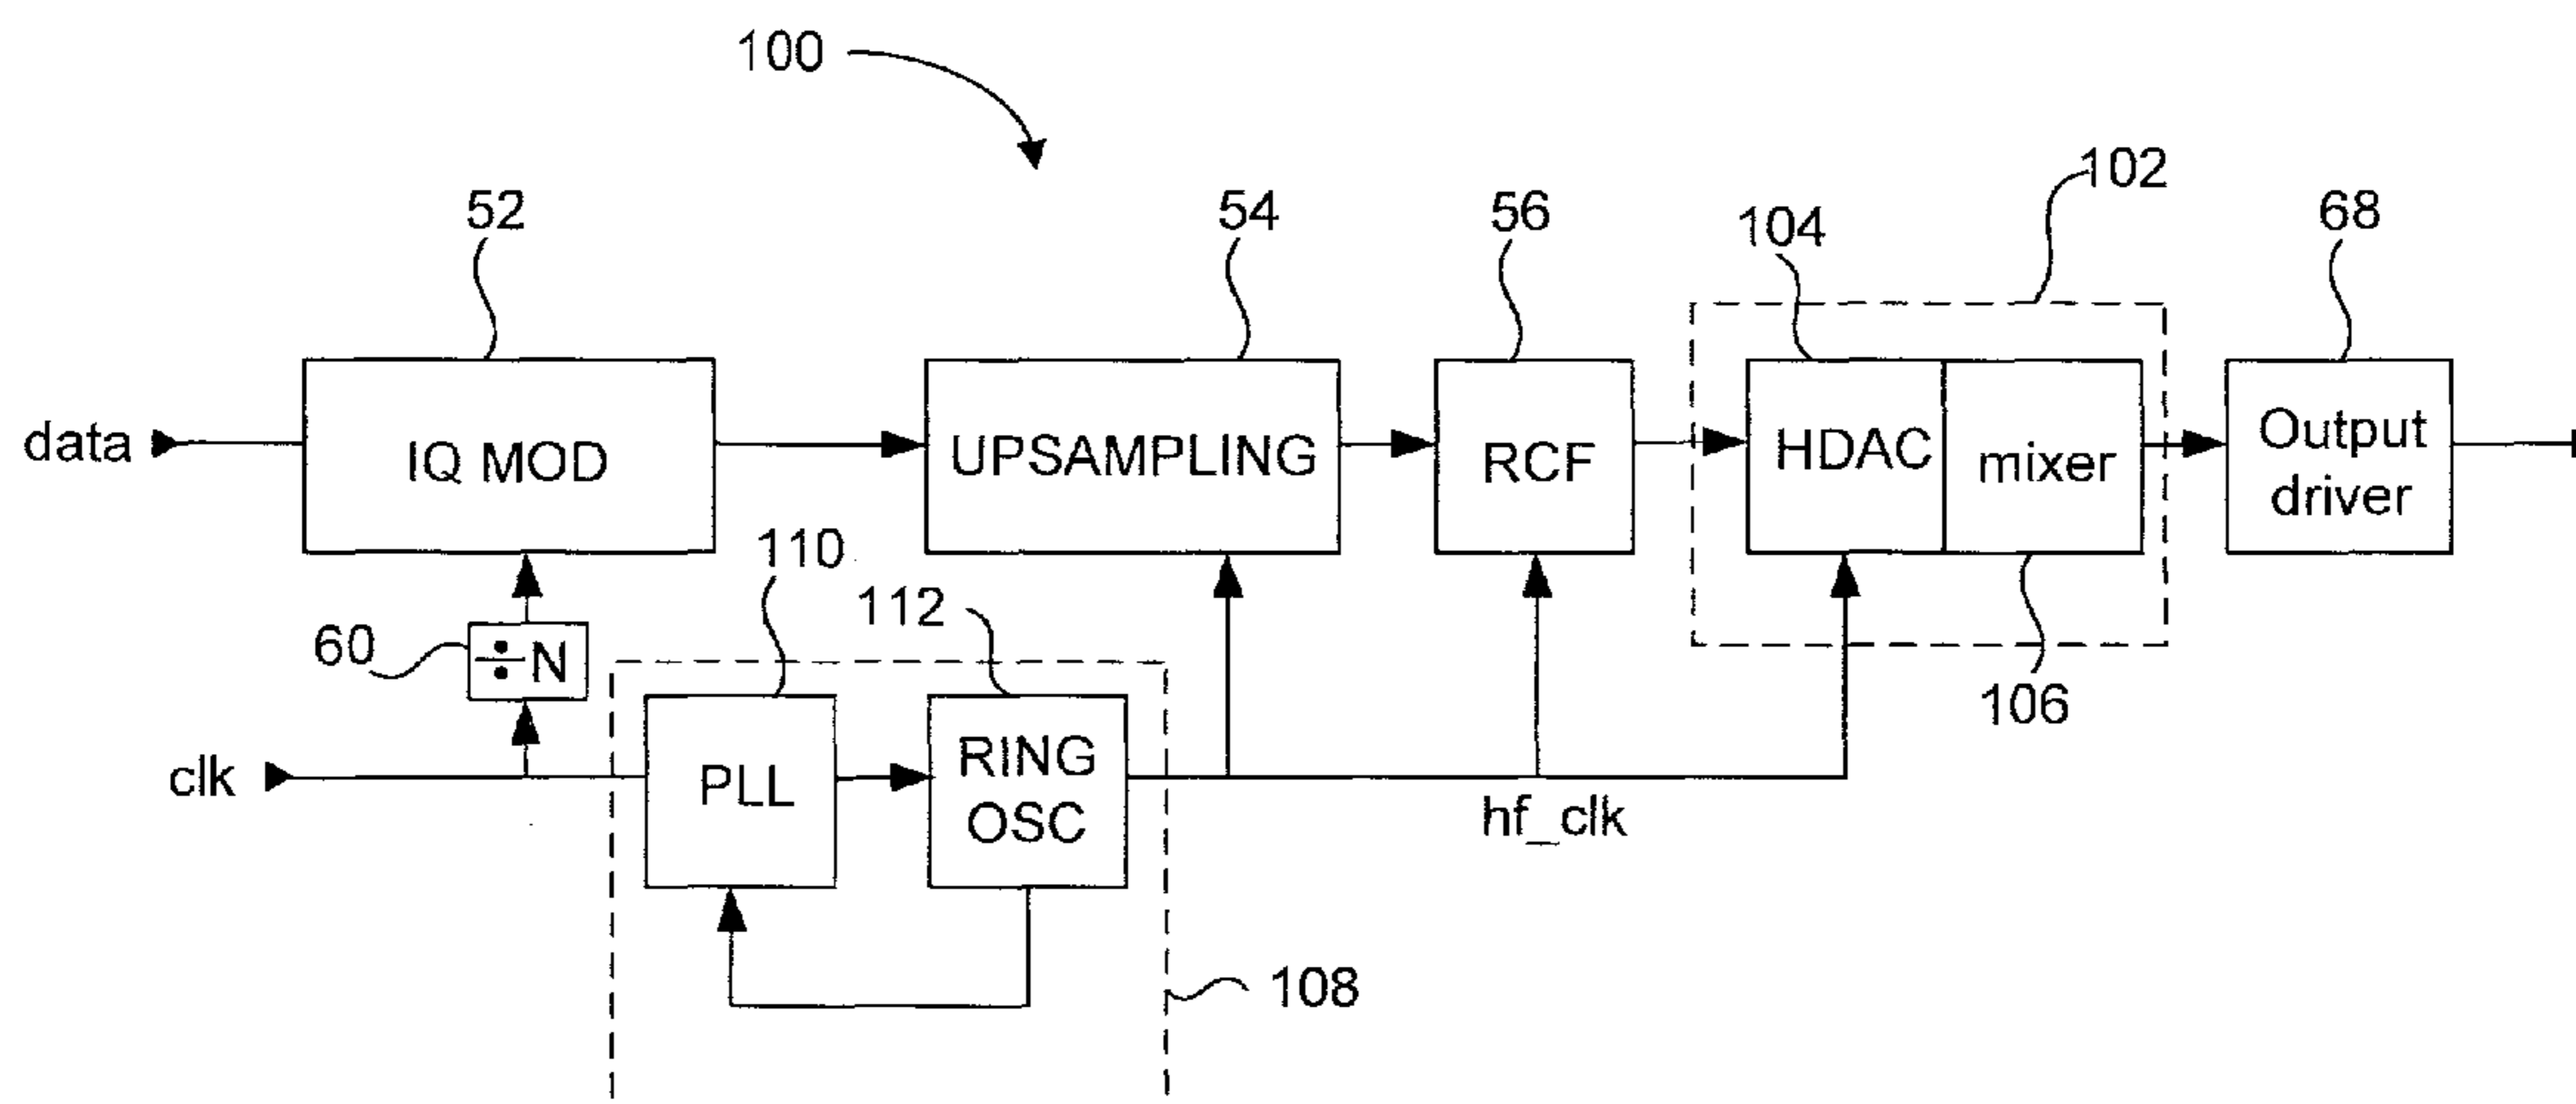 100
102
52
54
56
104
68
data
IQ MOD
UPSAMPLING
RCF
HDAC
mixer
Output
driver
110
112
60
÷ N
106
clk
PLL
RING
OSC
hf_clk
108